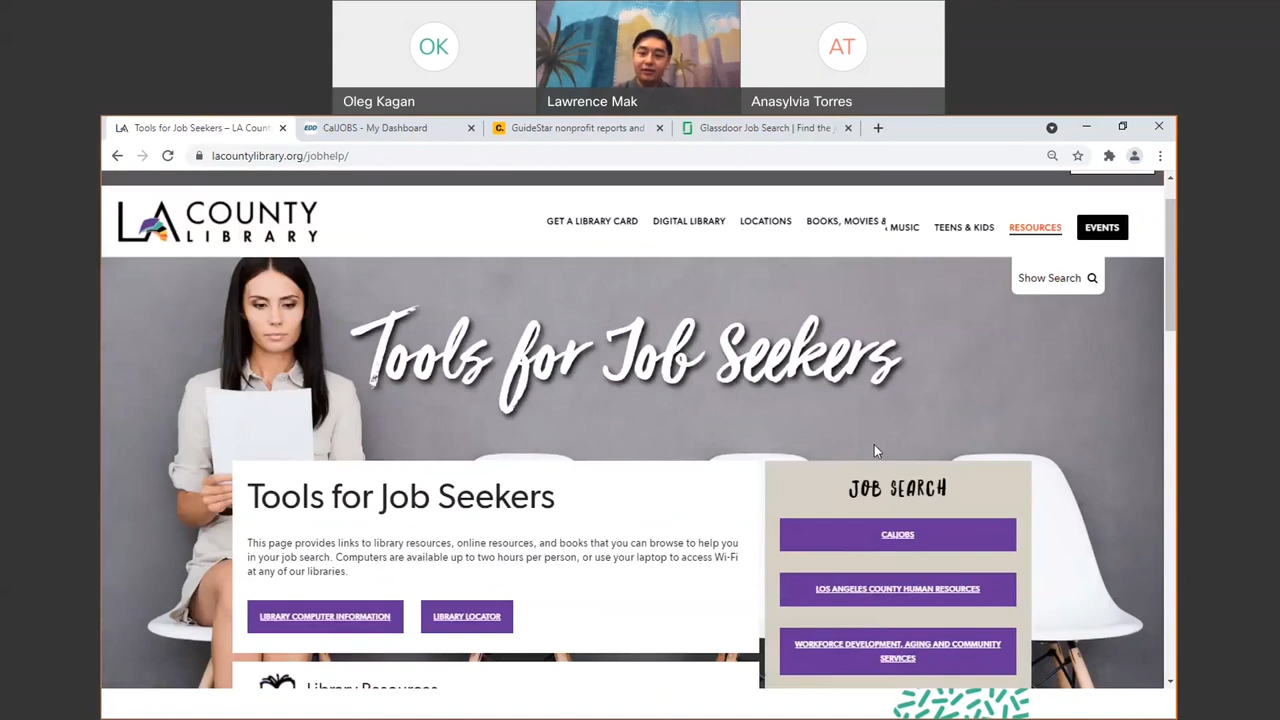 OK
AT
Oleg Kagan
Lawrence Mak
Anasylvia Torres
LA Tools for Job Seekers – LA Coun
EDD CalJOBS - My Dashboard
GuideStar nonprofit reports and
Glassdoor Job Search | Find the
lacountylibrary.org/jobhelp/
LA COUNTY
LIBRARY
GET A LIBRARY CARD
DIGITAL LIBRARY
LOCATIONS
BOOKS, MOVIES &
MUSIC
TEENS & KIDS
RESOURCES
EVENTS
Show Search
Tools for Job Seekers
Tools for Job Seekers
This page provides links to library resources, online resources, and books that you can browse to help you
in your job search. Computers are available up to two hours per person, or use your laptop to access Wi-Fi
at any of our libraries.
LIBRARY COMPUTER INFORMATION
LIBRARY LOCATOR
JOB SEARCH
CALJOBS
LOS ANGELES COUNTY HUMAN RESOURCES
WORKFORCE DEVELOPMENT, AGING AND COMMUNITY
SERVICES
Library Resources